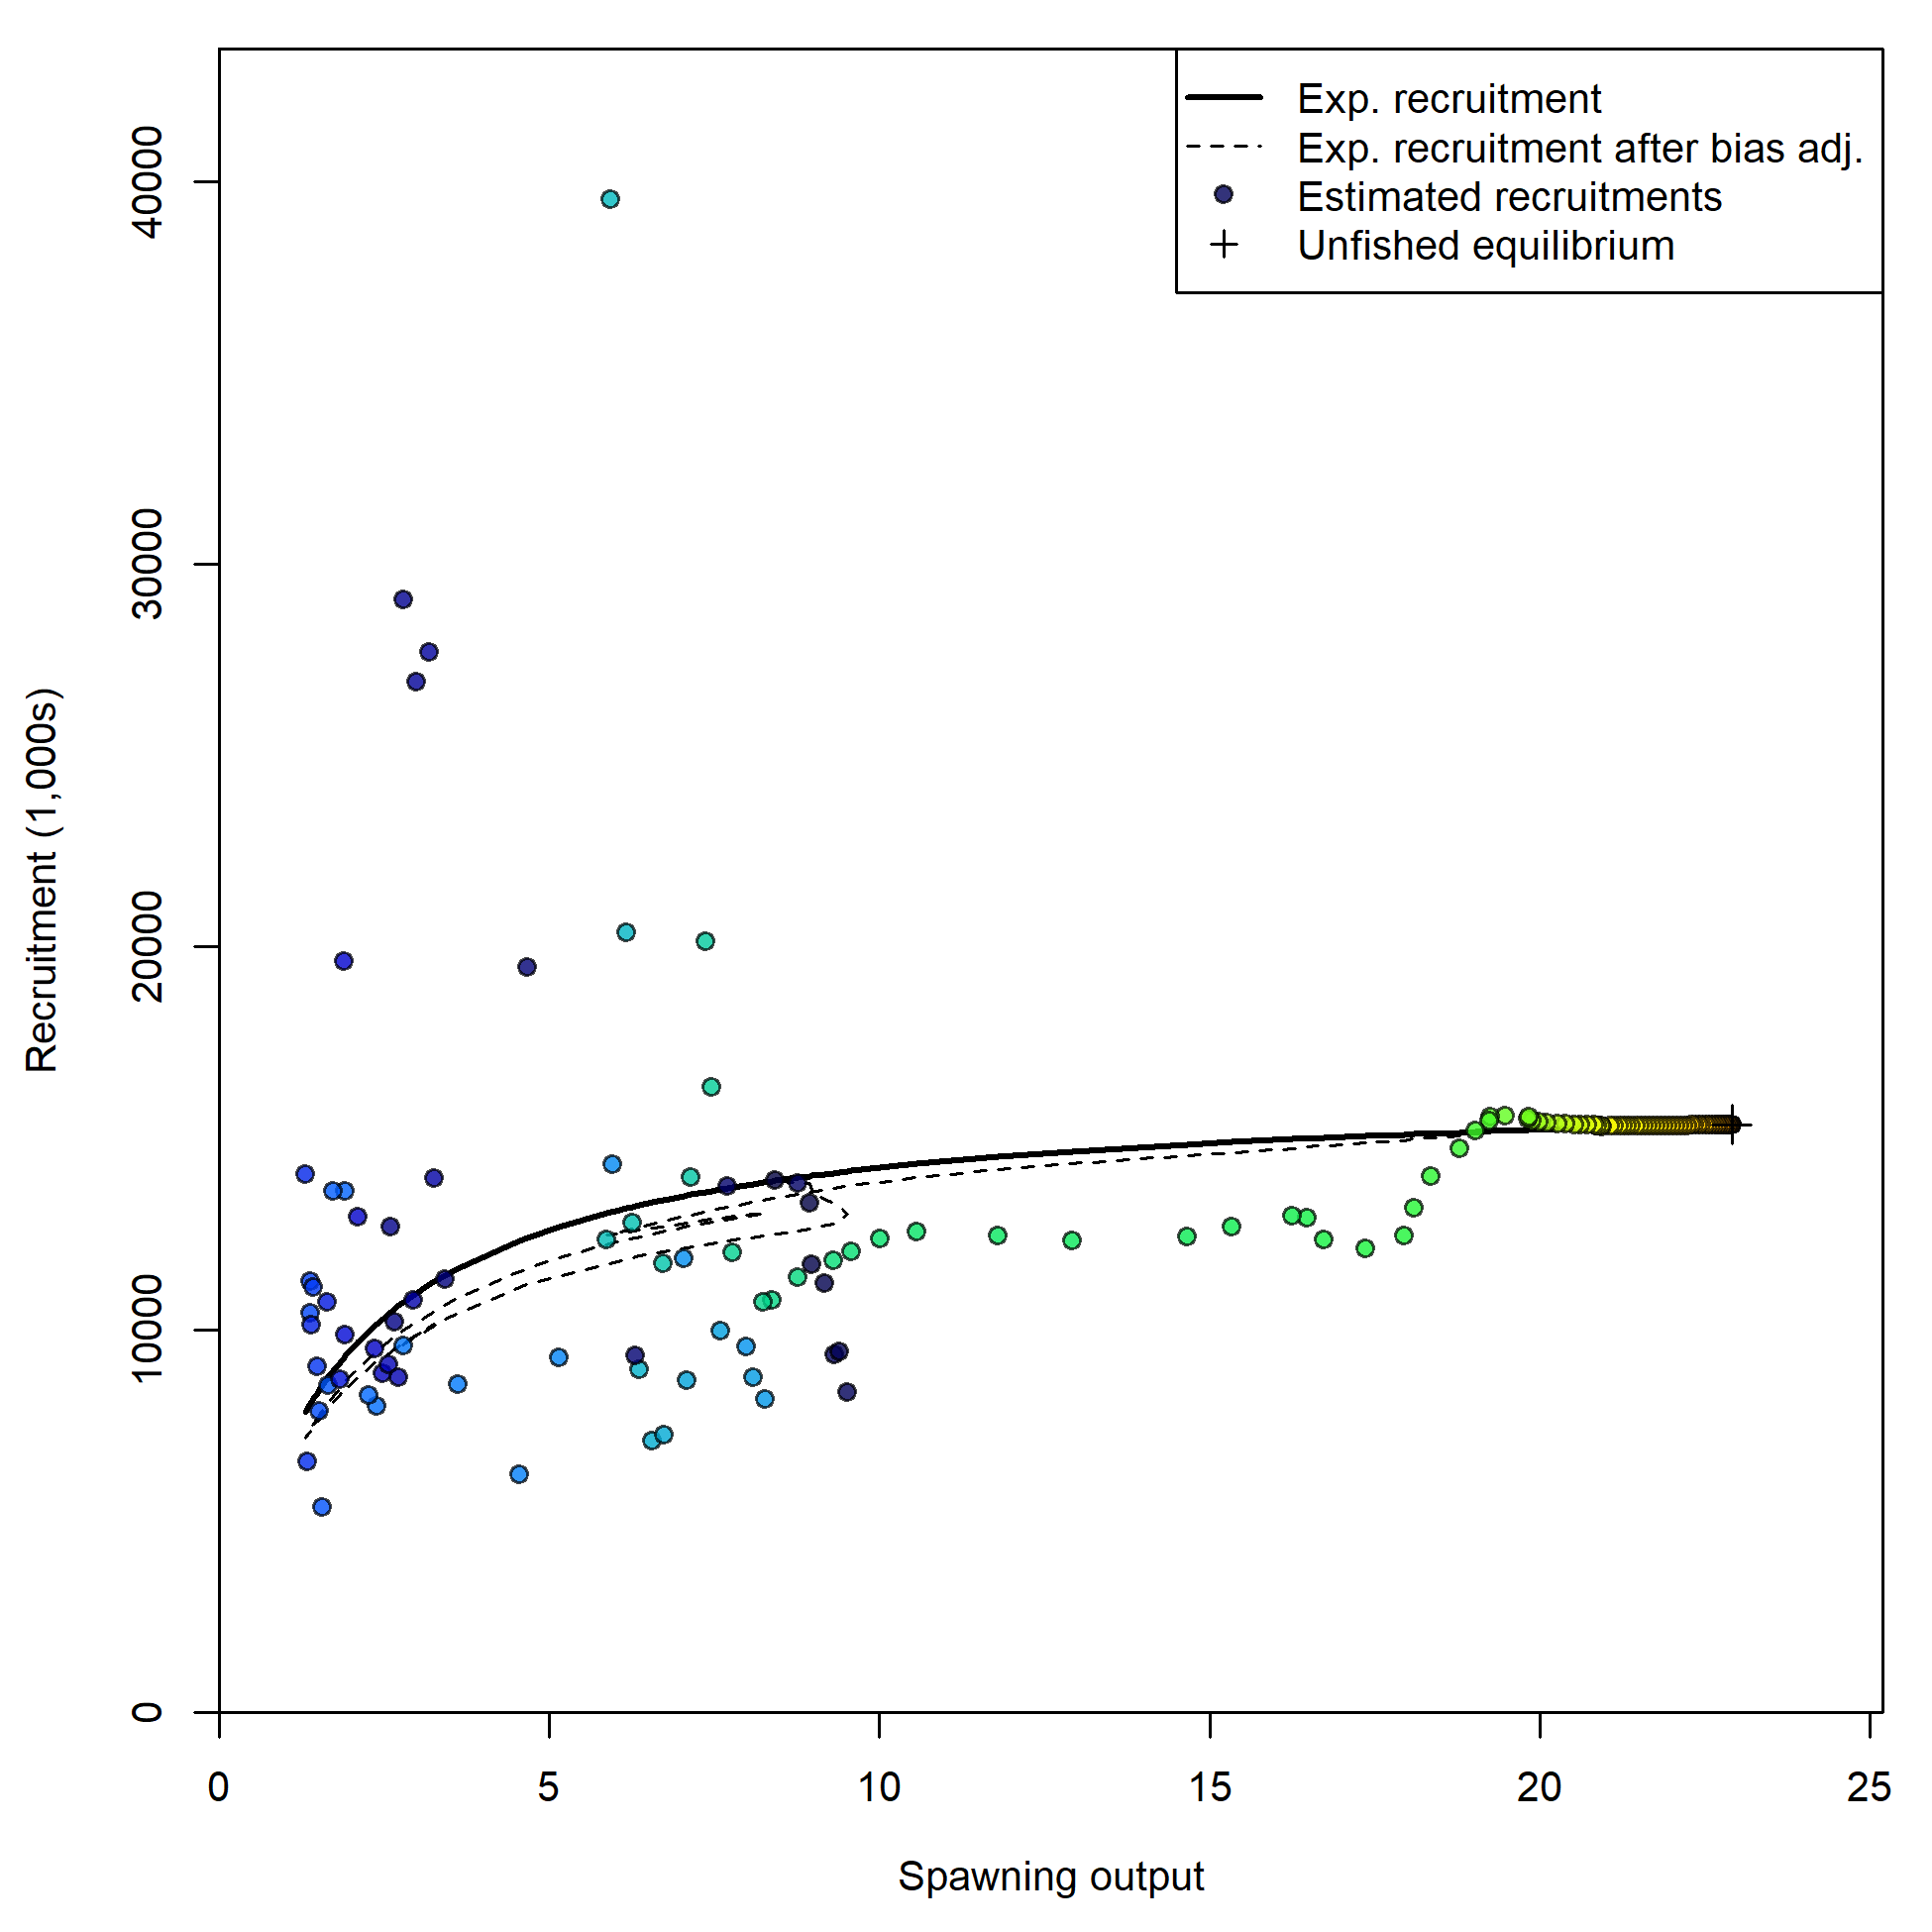 Exp. recruitment
Exp. recruitment after bias adj.
Estimated recruitments
Unfished equilibrium
40000
30000
20000
10000
0
Recruitment (1,000s)
0 5 10 15 20 25
Spawning output